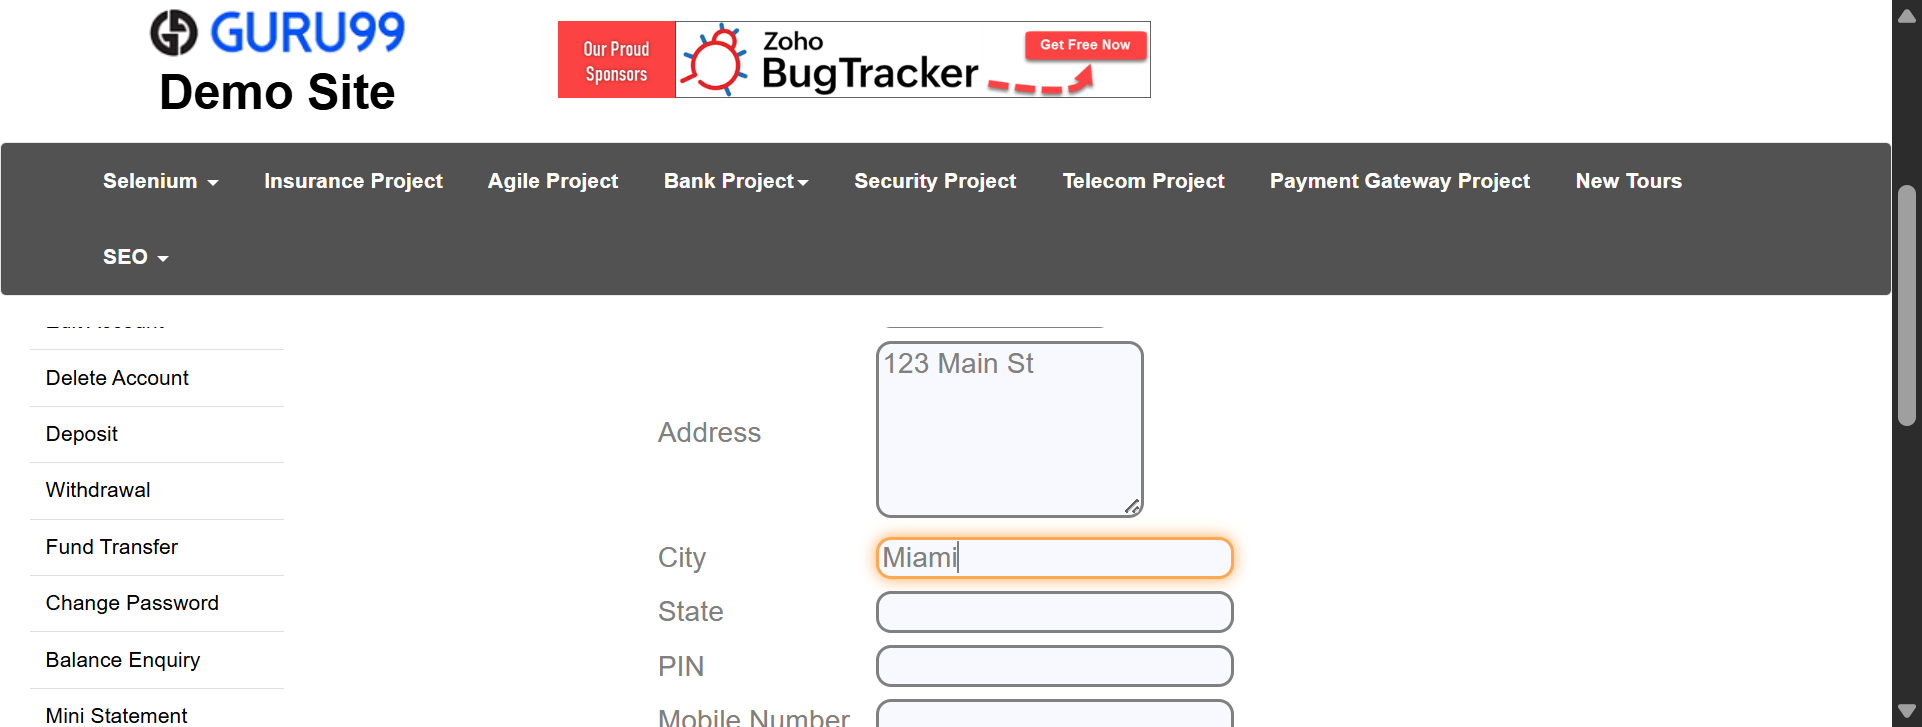 GURU99
Demo Site
Our Proud
Sponsors
Zoho
BugTracker
Get Free Now
Selenium
Insurance Project
Agile Project
Bank Project
Security Project
Telecom Project
Payment Gateway Project
New Tours
SEO
Delete Account
Deposit
Withdrawal
Fund Transfer
Change Password
Balance Enquiry
Mini Statement
Address
123 Main St
City
Miami
State
PIN
Mobile Number